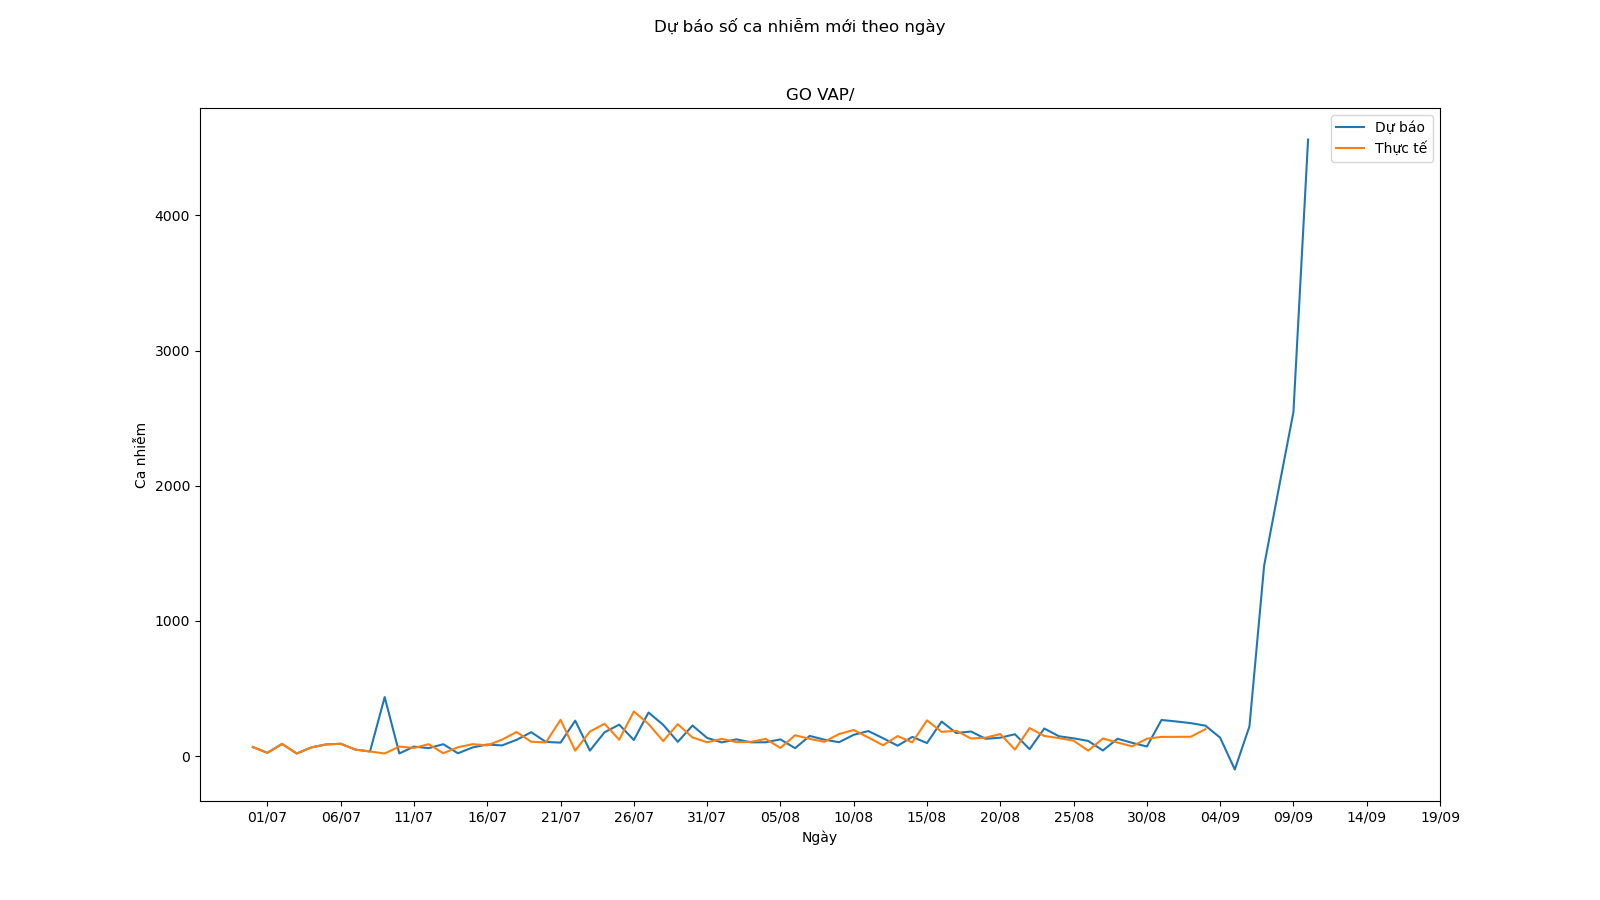 Dự báo số ca nhiễm mới theo ngày
GO VAP/
Dự báo
Thực tế
4000
3000
2000
1000
0
Ca nhiễm
01/07 06/07 11/07 16/07 21/07 26/07 31/07 05/08 10/08 15/08 20/08 25/08 30/08 04/09 09/09 14/09 19/09
Ngày